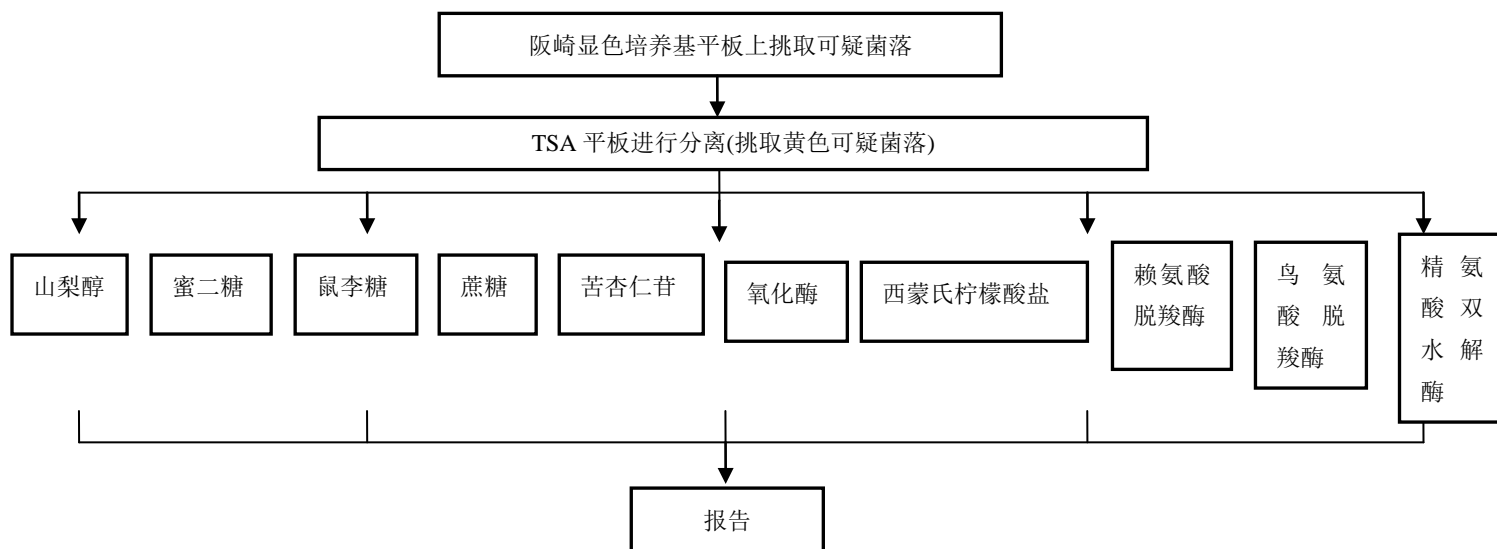 阪崎显色培养基平板上挑取可疑菌落
TSA 平板进行分离(挑取黄色可疑菌落)
山梨醇
蜜二糖
鼠李糖
蔗糖
苦杏仁苷
氧化酶
西蒙氏柠檬酸盐
赖氨酸
脱羧酶
鸟氨
酸脱
羧酶
精氨
酸双
水解
酶
报告